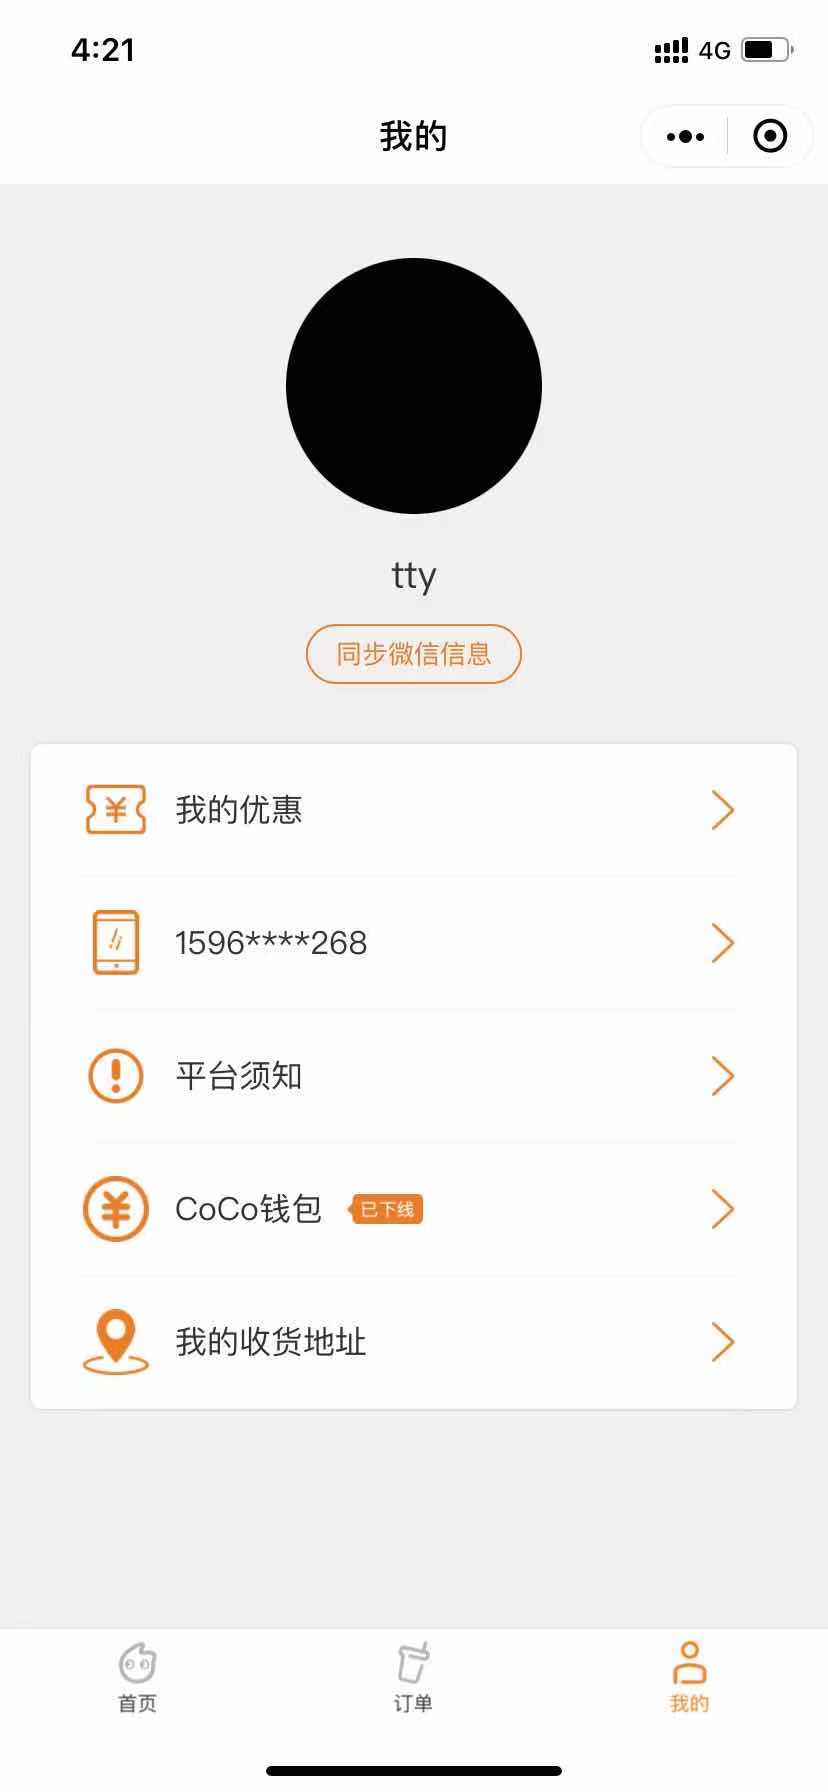 4:21
4G
我的
tty
同步微信信息
我的优惠
1596****268
平台须知
CoCo钱包 已下线
我的收货地址
首页 订单 我的